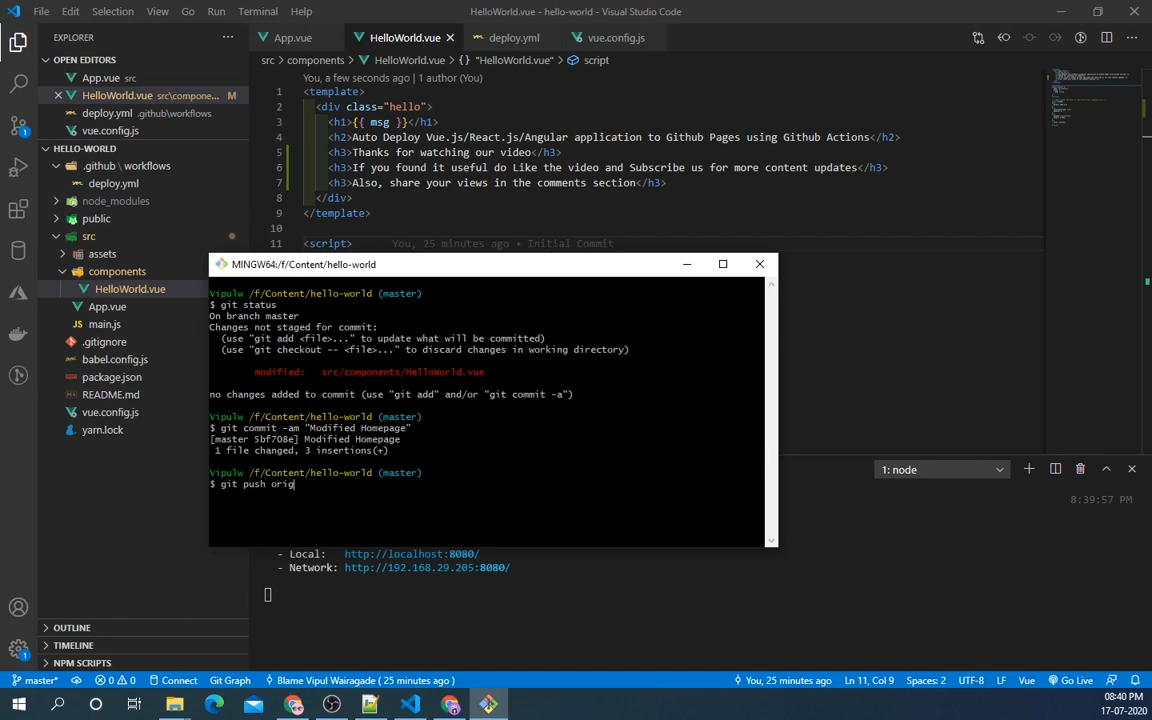 File Edit Selection View Go Run Terminal Help
HelloWorld.vue - hello-world - Visual Studio Code
EXPLORER
App.vue
HelloWorld.vue
deploy.yml
vue.config.js
OPEN EDITORS
App.vue src
HelloWorld.vue src\compone... M
deploy.yml .github\workflows
vue.config.js
HELLO-WORLD
.github \ workflows
deploy.yml
node_modules
public
src
assets
components
HelloWorld.vue
App.vue
main.js
.gitignore
babel.config.js
package.json
README.md
vue.config.js
yarn.lock
OUTLINE
TIMELINE
NPM SCRIPTS
src > components > HelloWorld.vue > {} "HelloWorld.vue" > script
You, a few seconds ago | 1 author (You)
1 <template>
2 <div class="hello">
3 <h1>{{ msg }}</h1>
4 <h2>Auto Deploy Vue.js/React.js/Angular application to Github Pages using Github Actions</h2>
5 <h3>Thanks for watching our video</h3>
6 <h3>If you found it useful do Like the video and Subscribe us for more content updates</h3>
7 <h3>Also, share your views in the comments section</h3>
8 </div>
9 </template>
10
11 <script> You, 25 minutes ago • Initial Commit
MINGW64:/f/Content/hello-world
Vipulw /f/Content/hello-world (master)
$ git status
On branch master
Changes not staged for commit:
(use "git add <file>..." to update what will be committed)
(use "git checkout -- <file>..." to discard changes in working directory)
modified: src/components/HelloWorld.vue
no changes added to commit (use "git add" and/or "git commit -a")
Vipulw /f/Content/hello-world (master)
$ git commit -am "Modified Homepage"
[master 5bf708e] Modified Homepage
1 file changed, 3 insertions(+)
Vipulw /f/Content/hello-world (master)
$ git push orig
1: node
8:39:57 PM
- Local: http://localhost:8080/
- Network: http://192.168.29.205:8080/
1
1
master* 0 0 Connect Git Graph Blame Vipul Wairagade ( 25 minutes ago ) You, 25 minutes ago Ln 11, Col 9 Spaces: 2 UTF-8 LF Vue Go Live
08:40 PM
17-07-2020